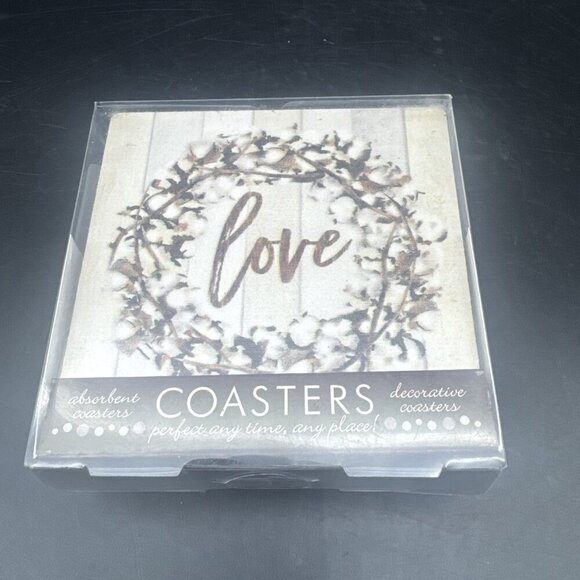 love
absorbent
coasters
COASTERS
decorative
coasters
perfect any time, any place!